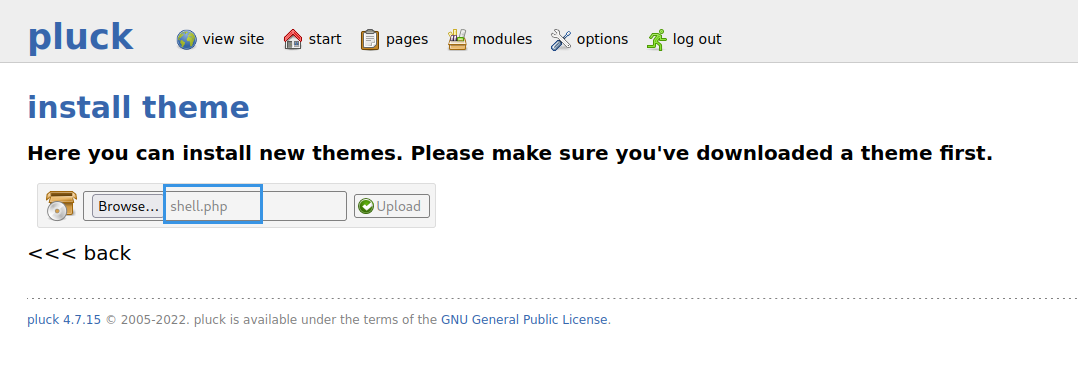 pluck view site start pages modules options log out
install theme
Here you can install new themes. Please make sure you've downloaded a theme first.
Browse... shell.php Upload
<<< back
pluck 4.7.15 © 2005-2022. pluck is available under the terms of the GNU General Public License.